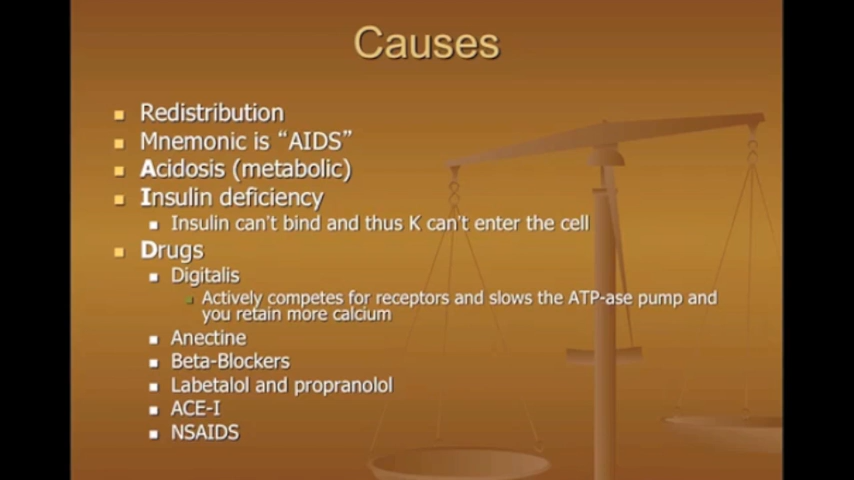 Causes
Redistribution
Mnemonic is “AIDS”
Acidosis (metabolic)
Insulin deficiency
Insulin can't bind and thus K can't enter the cell
Drugs
Digitalis
Actively competes for receptors and slows the ATP-ase pump and
you retain more calcium
Anectine
Beta-Blockers
Labetalol and propranolol
ACE-I
NSAIDS